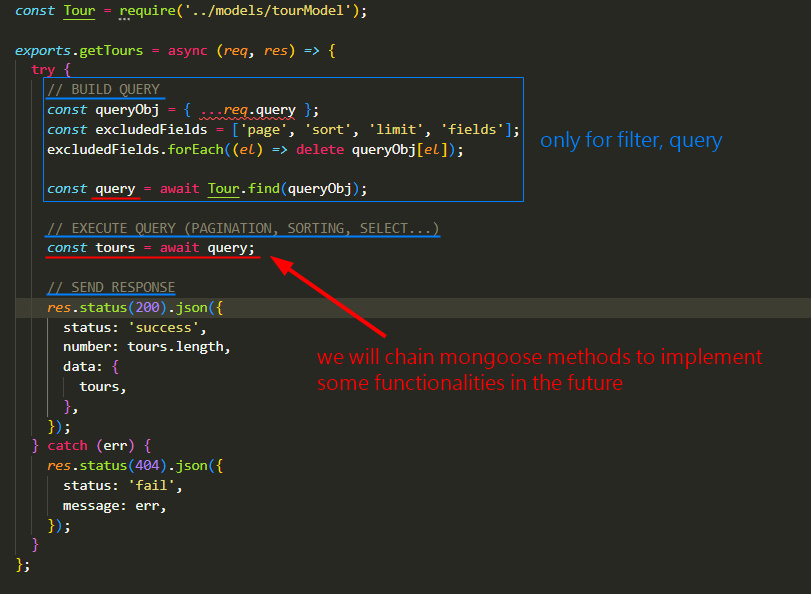 const Tour = require('../models/tourModel');
exports.getTours = async (req, res) => {
try {
// BUILD QUERY
const queryObj = { ...req.query };
const excludedFields = ['page', 'sort', 'limit', 'fields'];
excludedFields.forEach((el) => delete queryObj[el]);
only for filter, query
const query = await Tour.find(queryObj);
// EXECUTE QUERY (PAGINATION, SORTING, SELECT...)
const tours = await query;
// SEND RESPONSE
res.status(200).json({
status: 'success',
number: tours.length,
data: {
tours,
},
});
we will chain mongoose methods to implement
some functionalities in the future
} catch (err) {
res.status(404).json({
status: 'fail',
message: err,
});
}
};